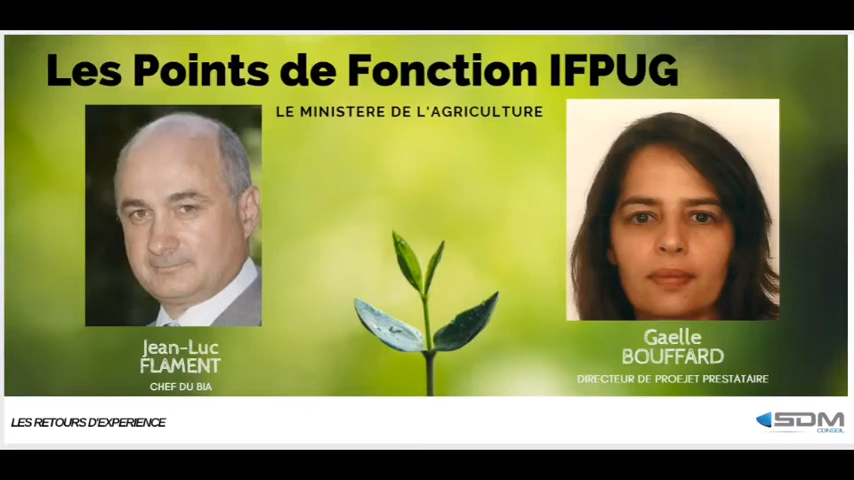 Les Points de Fonction IFPUG
LE MINISTERE DE L'AGRICULTURE
Jean-Luc
FLAMENT
CHEF DU BIA
Gaelle
BOUFFARD
DIRECTEUR DE PROEJET PRESTATAIRE
LES RETOURS D'EXPERIENCE
SDM
CONSEIL